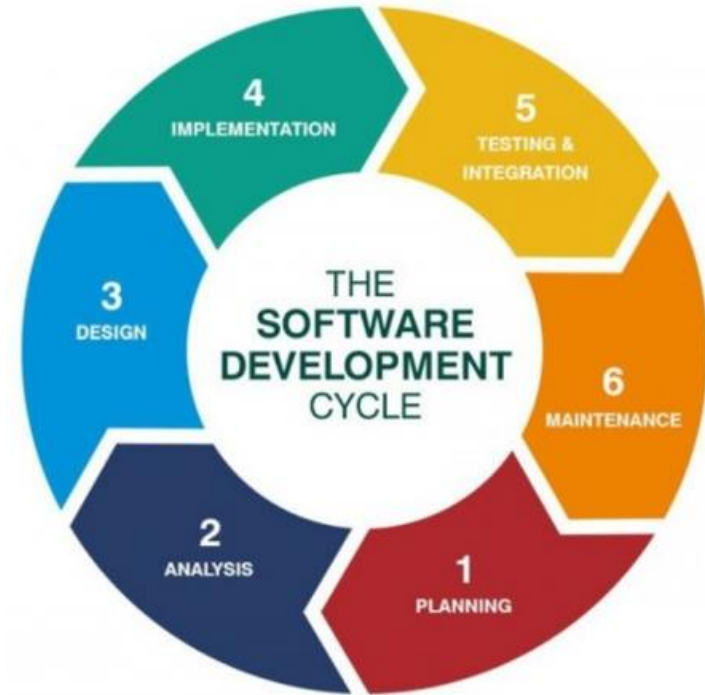 4
IMPLEMENTATION
5
TESTING &
INTEGRATION
3
DESIGN
THE
SOFTWARE
DEVELOPMENT
CYCLE
6
MAINTENANCE
2
ANALYSIS
1
PLANNING